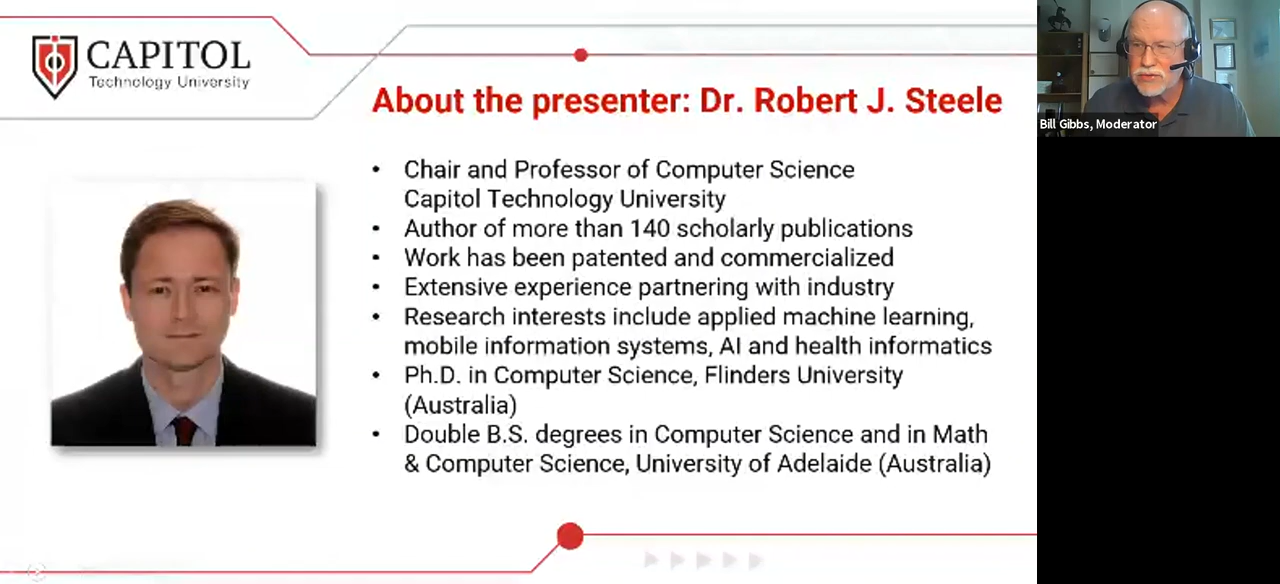 CAPITOL
Technology University
About the presenter: Dr. Robert J. Steele
• Chair and Professor of Computer Science
Capitol Technology University
• Author of more than 140 scholarly publications
• Work has been patented and commercialized
• Extensive experience partnering with industry
• Research interests include applied machine learning,
mobile information systems, AI and health informatics
• Ph.D. in Computer Science, Flinders University
(Australia)
• Double B.S. degrees in Computer Science and in Math
& Computer Science, University of Adelaide (Australia)
Bill Gibbs, Moderator